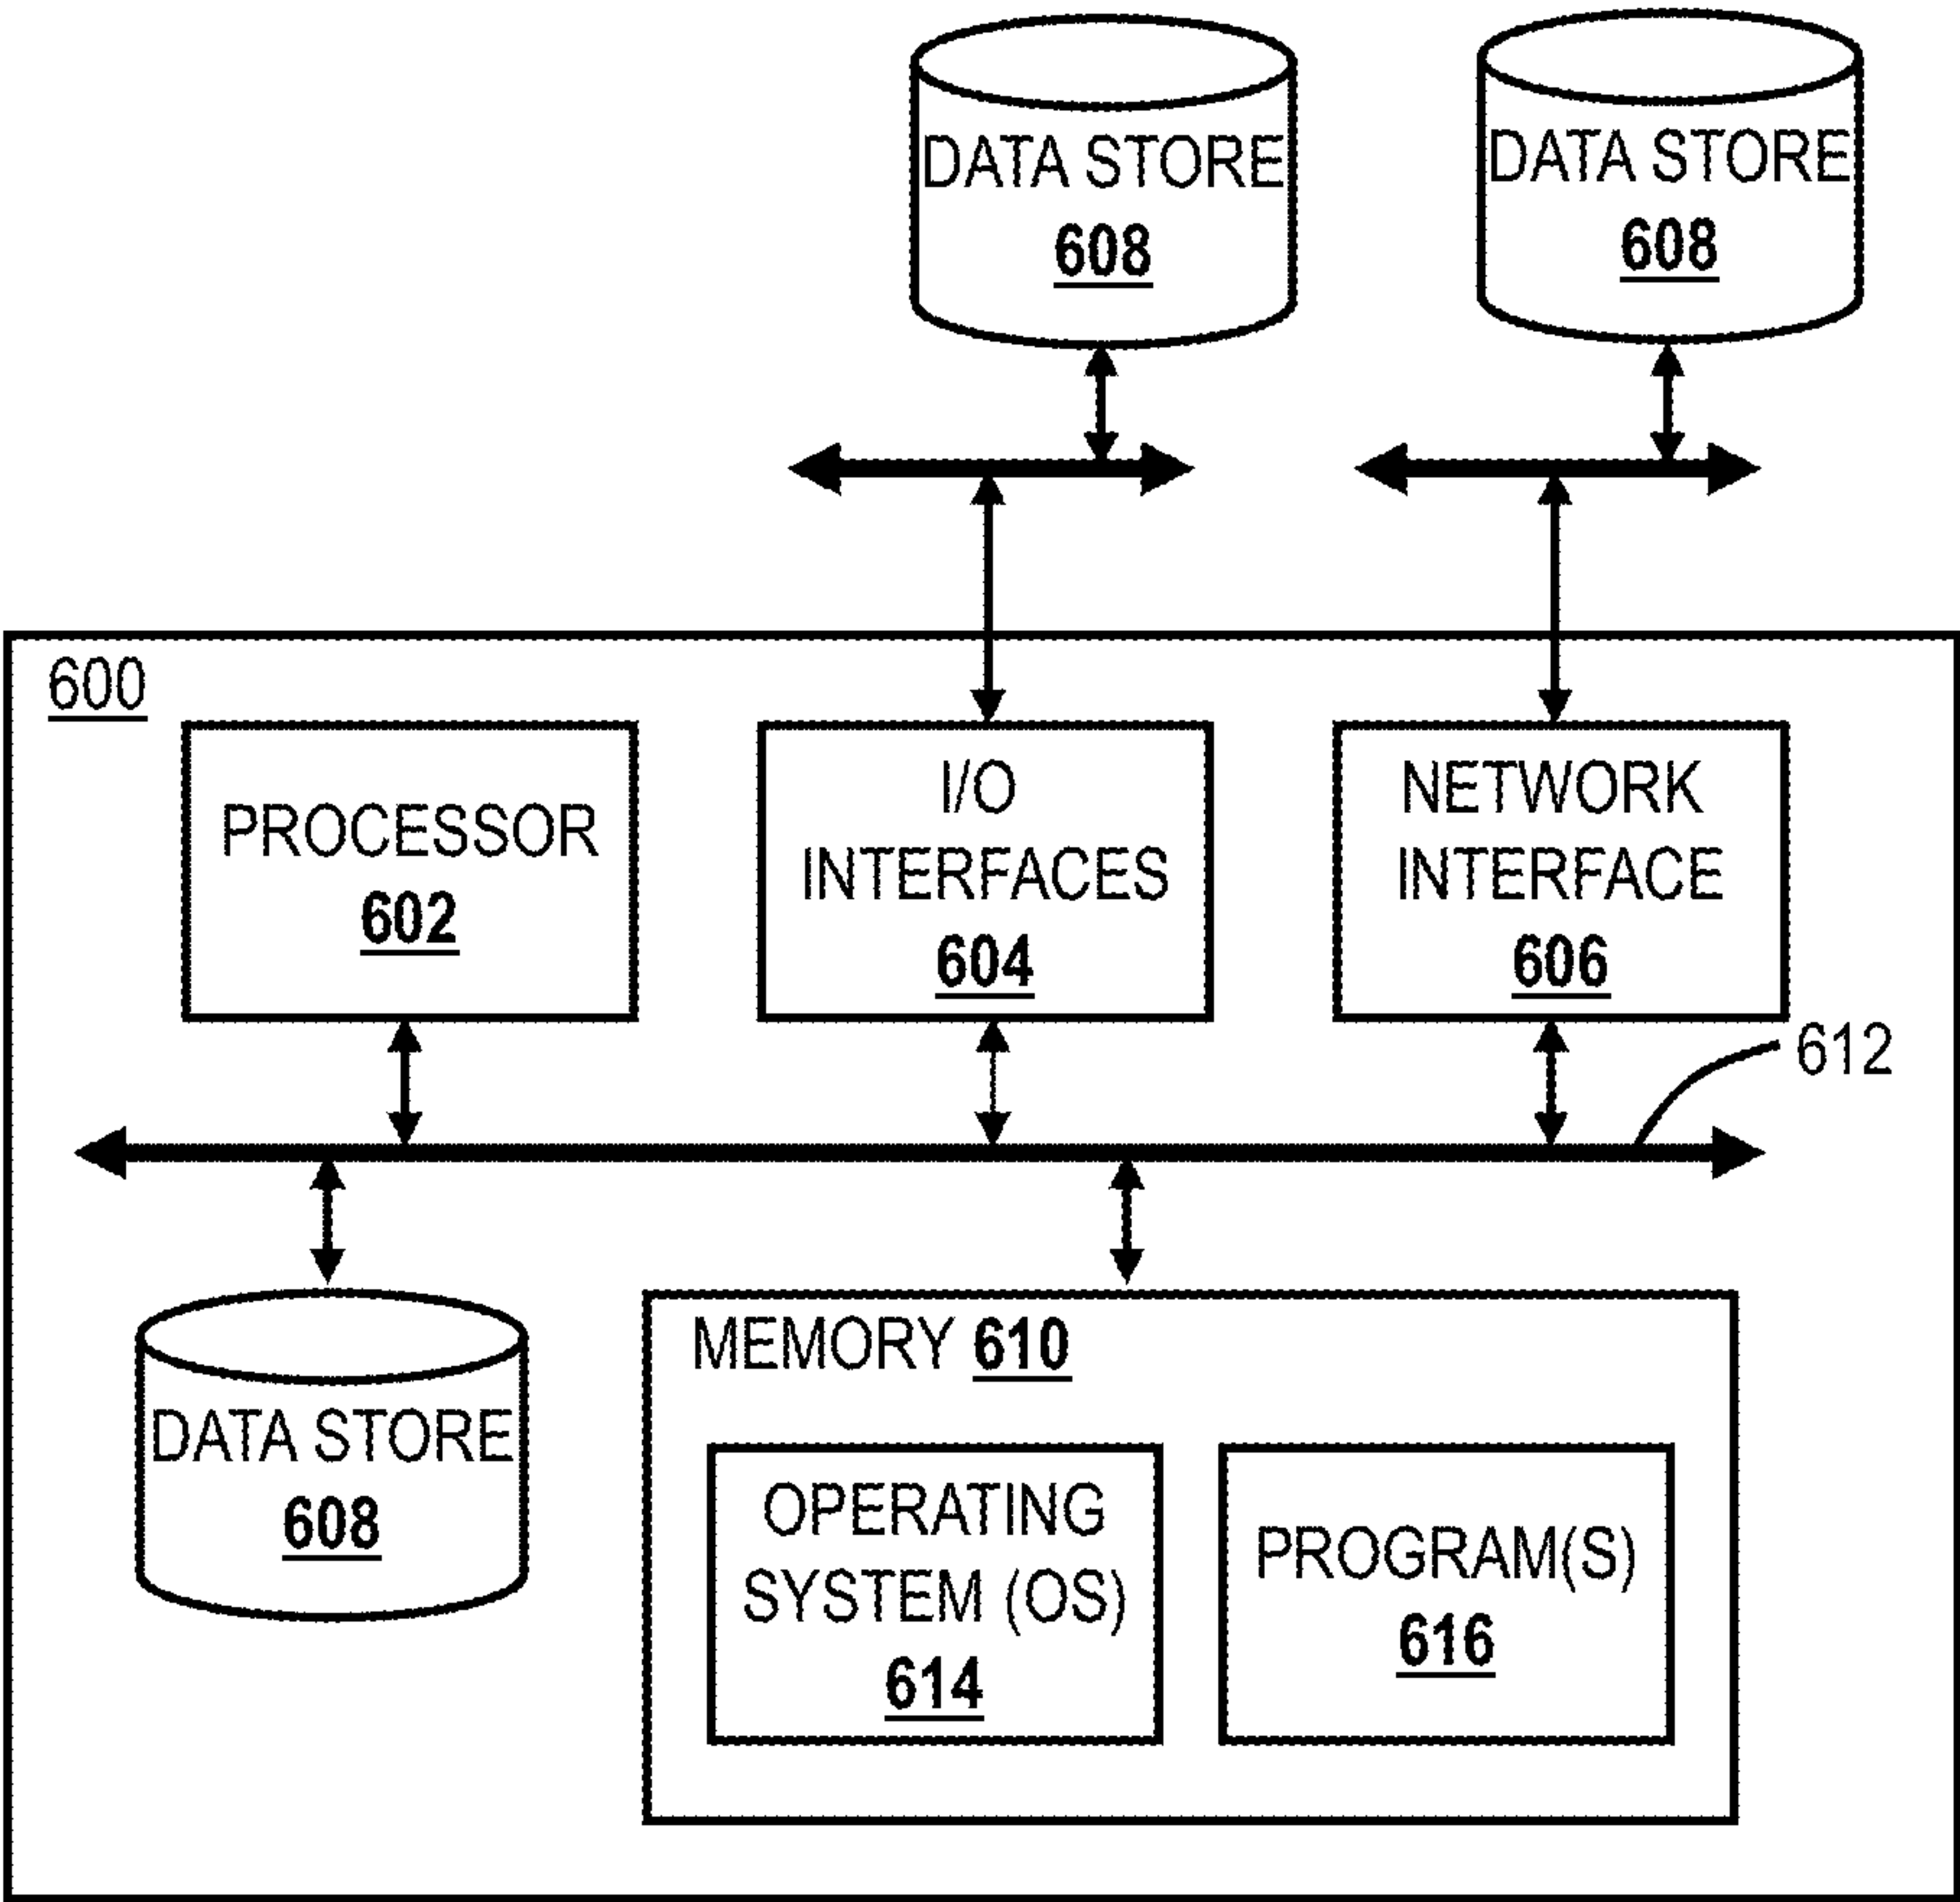 DATA STORE
608
DATA STORE
608
600
PROCESSOR
602
I/O
INTERFACES
604
NETWORK
INTERFACE
606
612
DATA STORE
608
MEMORY 610
OPERATING
SYSTEM (OS)
614
PROGRAM(S)
616